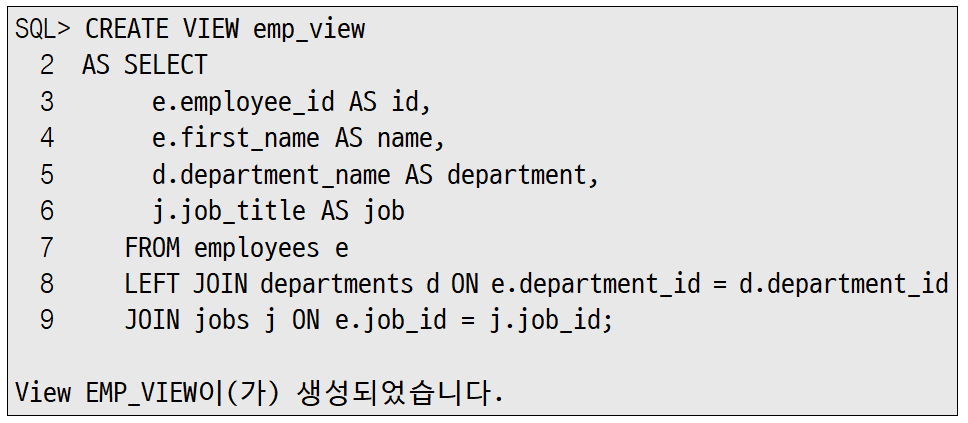 SQL> CREATE VIEW emp_view
2 AS SELECT
3 e.employee_id AS id,
4 e.first_name AS name,
5 d.department_name AS department,
6 j.job_title AS job
7 FROM employees e
8 LEFT JOIN departments d ON e.department_id = d.department_id
9 JOIN jobs j ON e.job_id = j.job_id;
View EMP_VIEW이(가) 생성되었습니다.